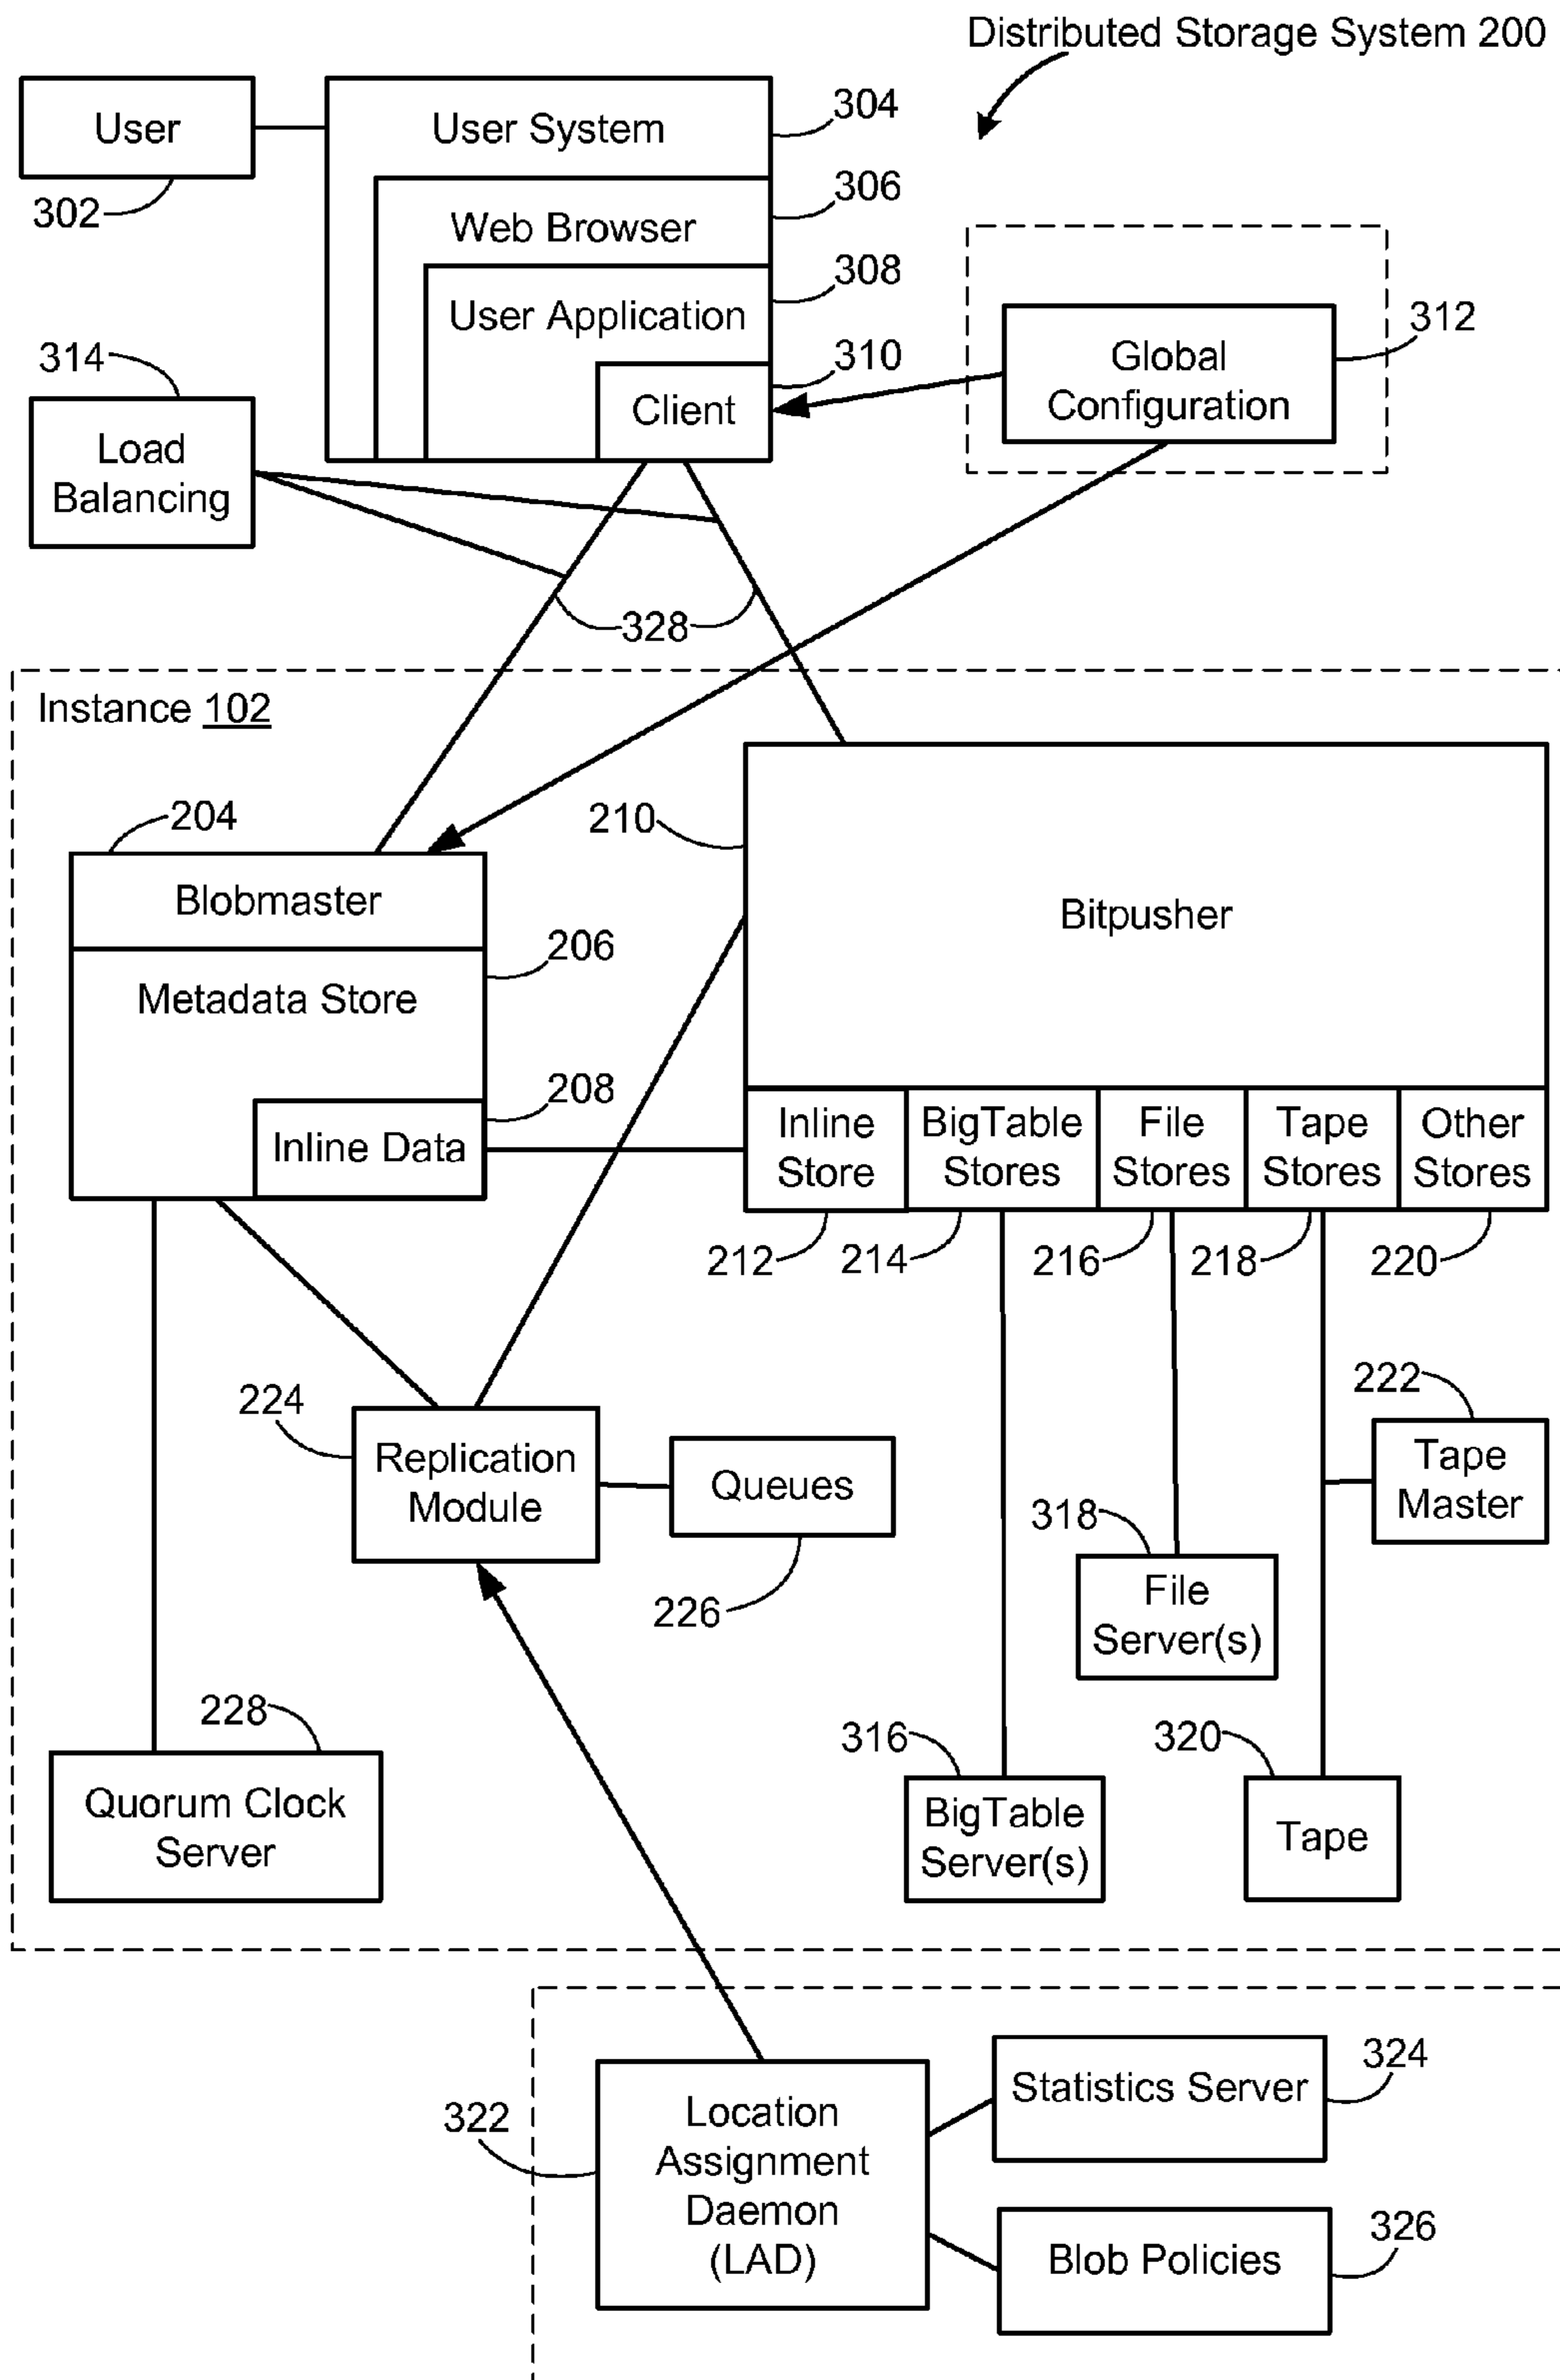 Distributed Storage System 200
User
302
User System
304
Web Browser
306
User Application
308
Client
310
Global
Configuration
312
314
Load
Balancing
328
Instance 102
204
Blobmaster
206
Metadata Store
208
Inline Data
210
Bitpusher
Inline
Store
BigTable
Stores
File
Stores
Tape
Stores
Other
Stores
212
214
216
218
220
224
Replication
Module
Queues
226
222
Tape
Master
318
File
Server(s)
228
Quorum Clock
Server
316
BigTable
Server(s)
320
Tape
322
Location
Assignment
Daemon
(LAD)
Statistics Server
324
Blob Policies
326